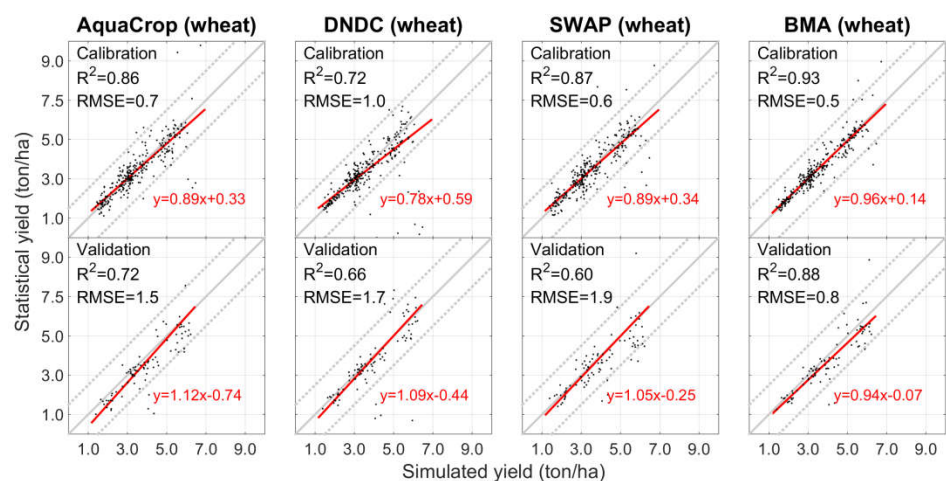 AquaCrop (wheat)
DNDC (wheat)
SWAP (wheat)
BMA (wheat)
Statistical yield (ton/ha)
9.0
7.5
5.0
3.0
1.0
Calibration
R²=0.86
RMSE=0.7
y=0.89x+0.33
Calibration
R²=0.72
RMSE=1.0
y=0.78x+0.59
Calibration
R²=0.87
RMSE=0.6
y=0.89x+0.34
Calibration
R²=0.93
RMSE=0.5
y=0.96x+0.14
9.0
7.5
5.0
3.0
1.0
Validation
R²=0.72
RMSE=1.5
y=1.12x-0.74
Validation
R²=0.66
RMSE=1.7
y=1.09x-0.44
Validation
R²=0.60
RMSE=1.9
y=1.05x-0.25
Validation
R²=0.88
RMSE=0.8
y=0.94x-0.07
1.0 3.0 5.0 7.0 9.0
1.0 3.0 5.0 7.0 9.0
1.0 3.0 5.0 7.0 9.0
1.0 3.0 5.0 7.0 9.0
Simulated yield (ton/ha)